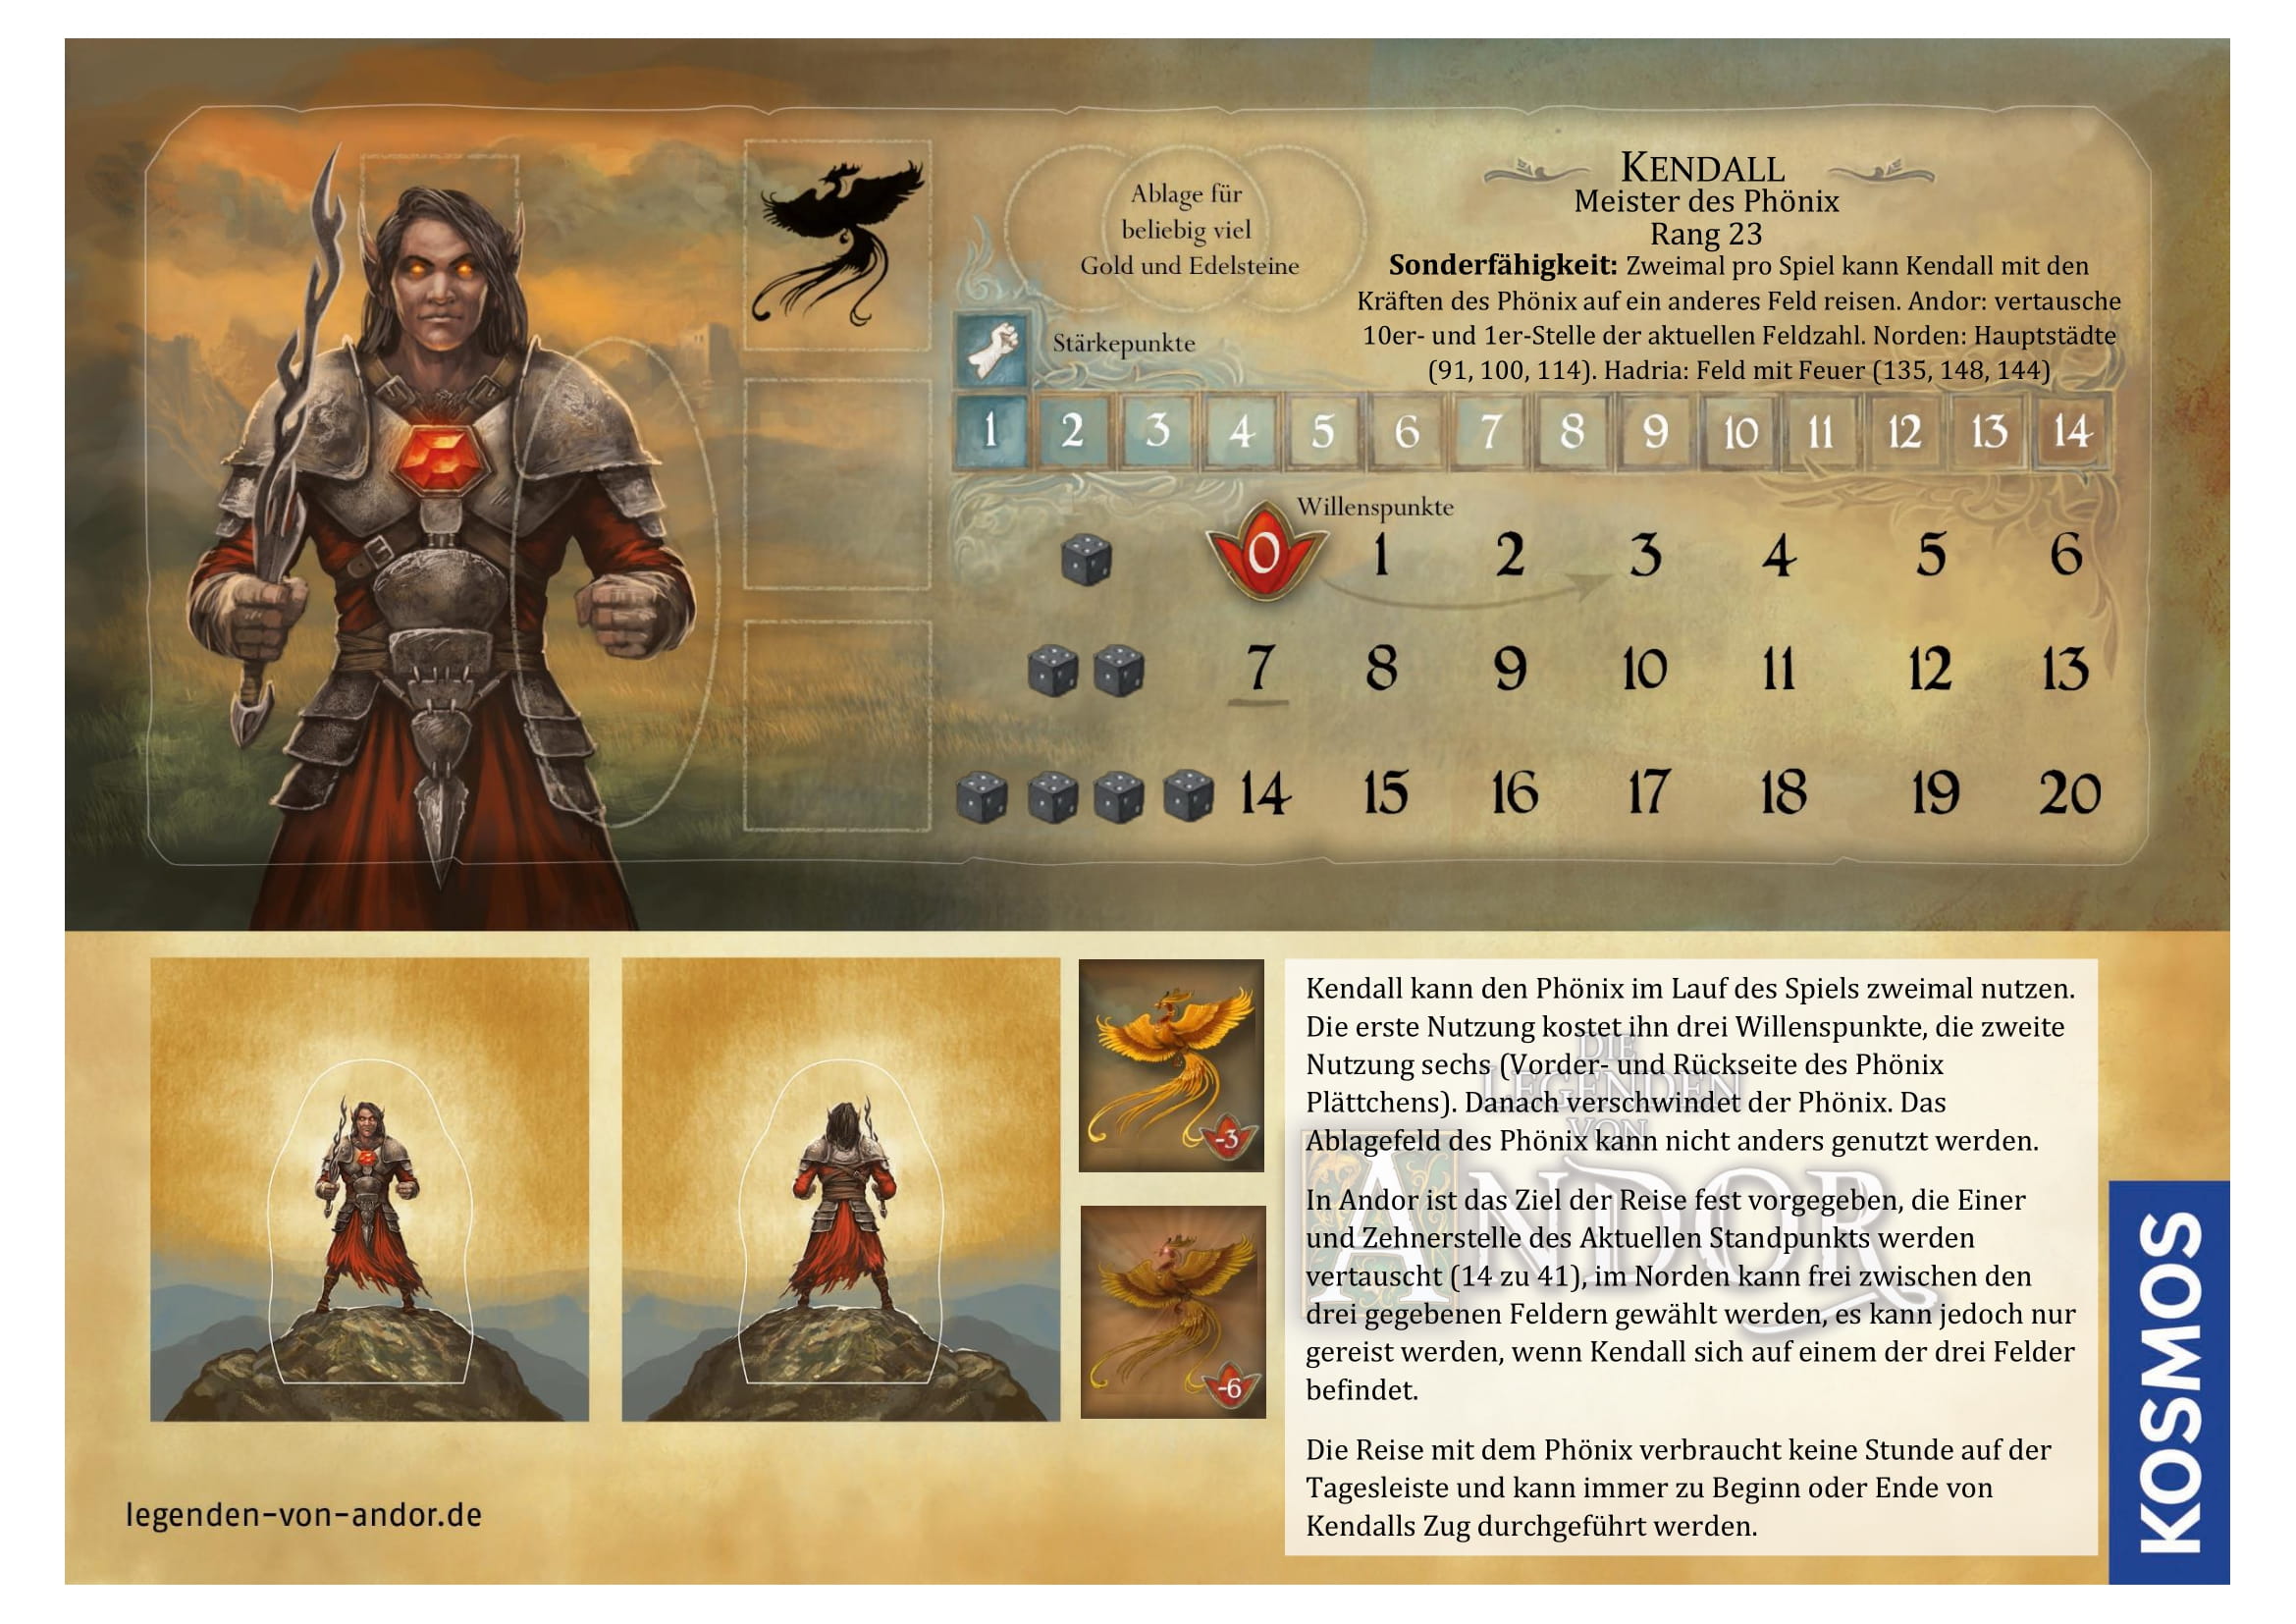 Ablage für
beliebig viel
Gold und Edelsteine
KENDALL
Meister des Phönix
Rang 23
Sonderfähigkeit: Zweimal pro Spiel kann Kendall mit den
Kräften des Phönix auf ein anderes Feld reisen. Andor: vertausche
10er- und 1er-Stelle der aktuellen Feldzahl. Norden: Hauptstädte
(91, 100, 114). Hadria: Feld mit Feuer (135, 148, 144)
Stärkepunkte
1 2 3 4 5 6 7 8 9 10 11 12 13 14
Willenspunkte
0 1 2 3 4 5 6
7 8 9 10 11 12 13
14 15 16 17 18 19 20
-3
-6
Kendall kann den Phönix im Lauf des Spiels zweimal nutzen.
Die erste Nutzung kostet ihn drei Willenspunkte, die zweite
Nutzung sechs (Vorder- und Rückseite des Phönix
Plättchens). Danach verschwindet der Phönix. Das
Ablagefeld des Phönix kann nicht anders genutzt werden.
In Andor ist das Ziel der Reise fest vorgegeben, die Einer
und Zehnerstelle des Aktuellen Standpunkts werden
vertauscht (14 zu 41), im Norden kann frei zwischen den
drei gegebenen Feldern gewählt werden, es kann jedoch nur
gereist werden, wenn Kendall sich auf einem der drei Felder
befindet.
Die Reise mit dem Phönix verbraucht keine Stunde auf der
Tagesleiste und kann immer zu Beginn oder Ende von
Kendalls Zug durchgeführt werden.
DIE
LEGENDEN
VON
ANDOR
legenden-von-andor.de
KOSMOS